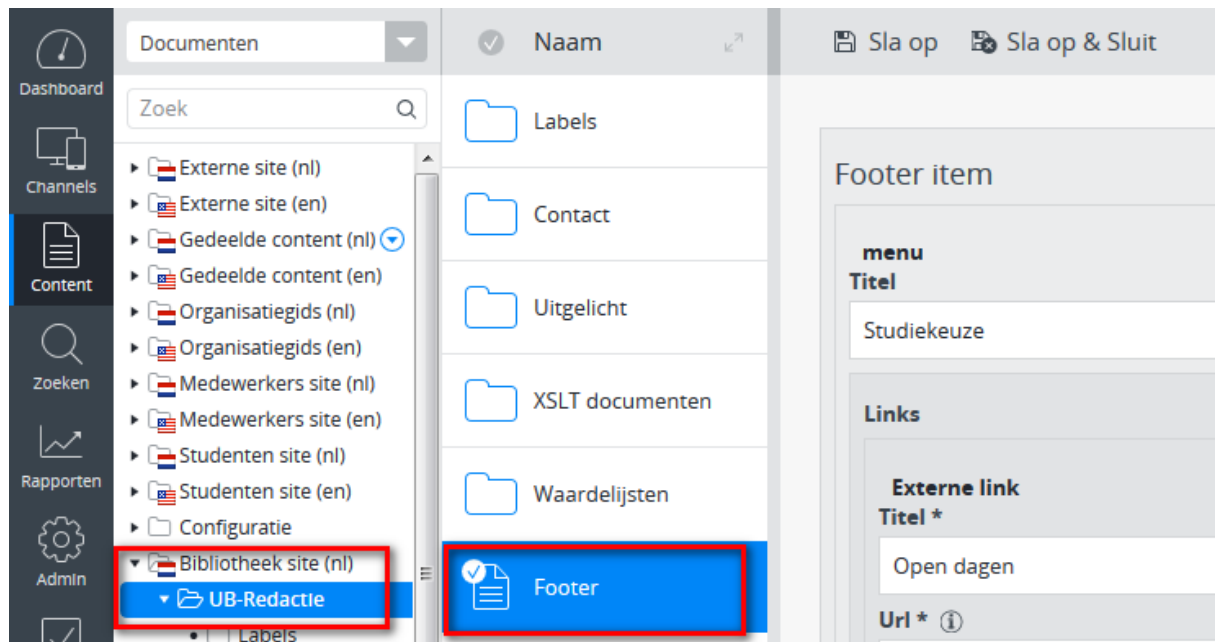 Dashboard
Channels
Content
Zoeken
Rapporten
Admin
Documenten
Zoek
Externe site (nl)
Externe site (en)
Gedeelde content (nl)
Gedeelde content (en)
Organisatiegids (nl)
Organisatiegids (en)
Medewerkers site (nl)
Medewerkers site (en)
Studenten site (nl)
Studenten site (en)
Configuratie
Bibliotheek site (nl)
UB-Redactie
Labels
Naam
Labels
Contact
Uitgelicht
XSLT documenten
Waardelijsten
Footer
Sla op Sla op & Sluit
Footer item
menu
Titel
Studiekeuze
Links
Externe link
Titel *
Open dagen
Url *